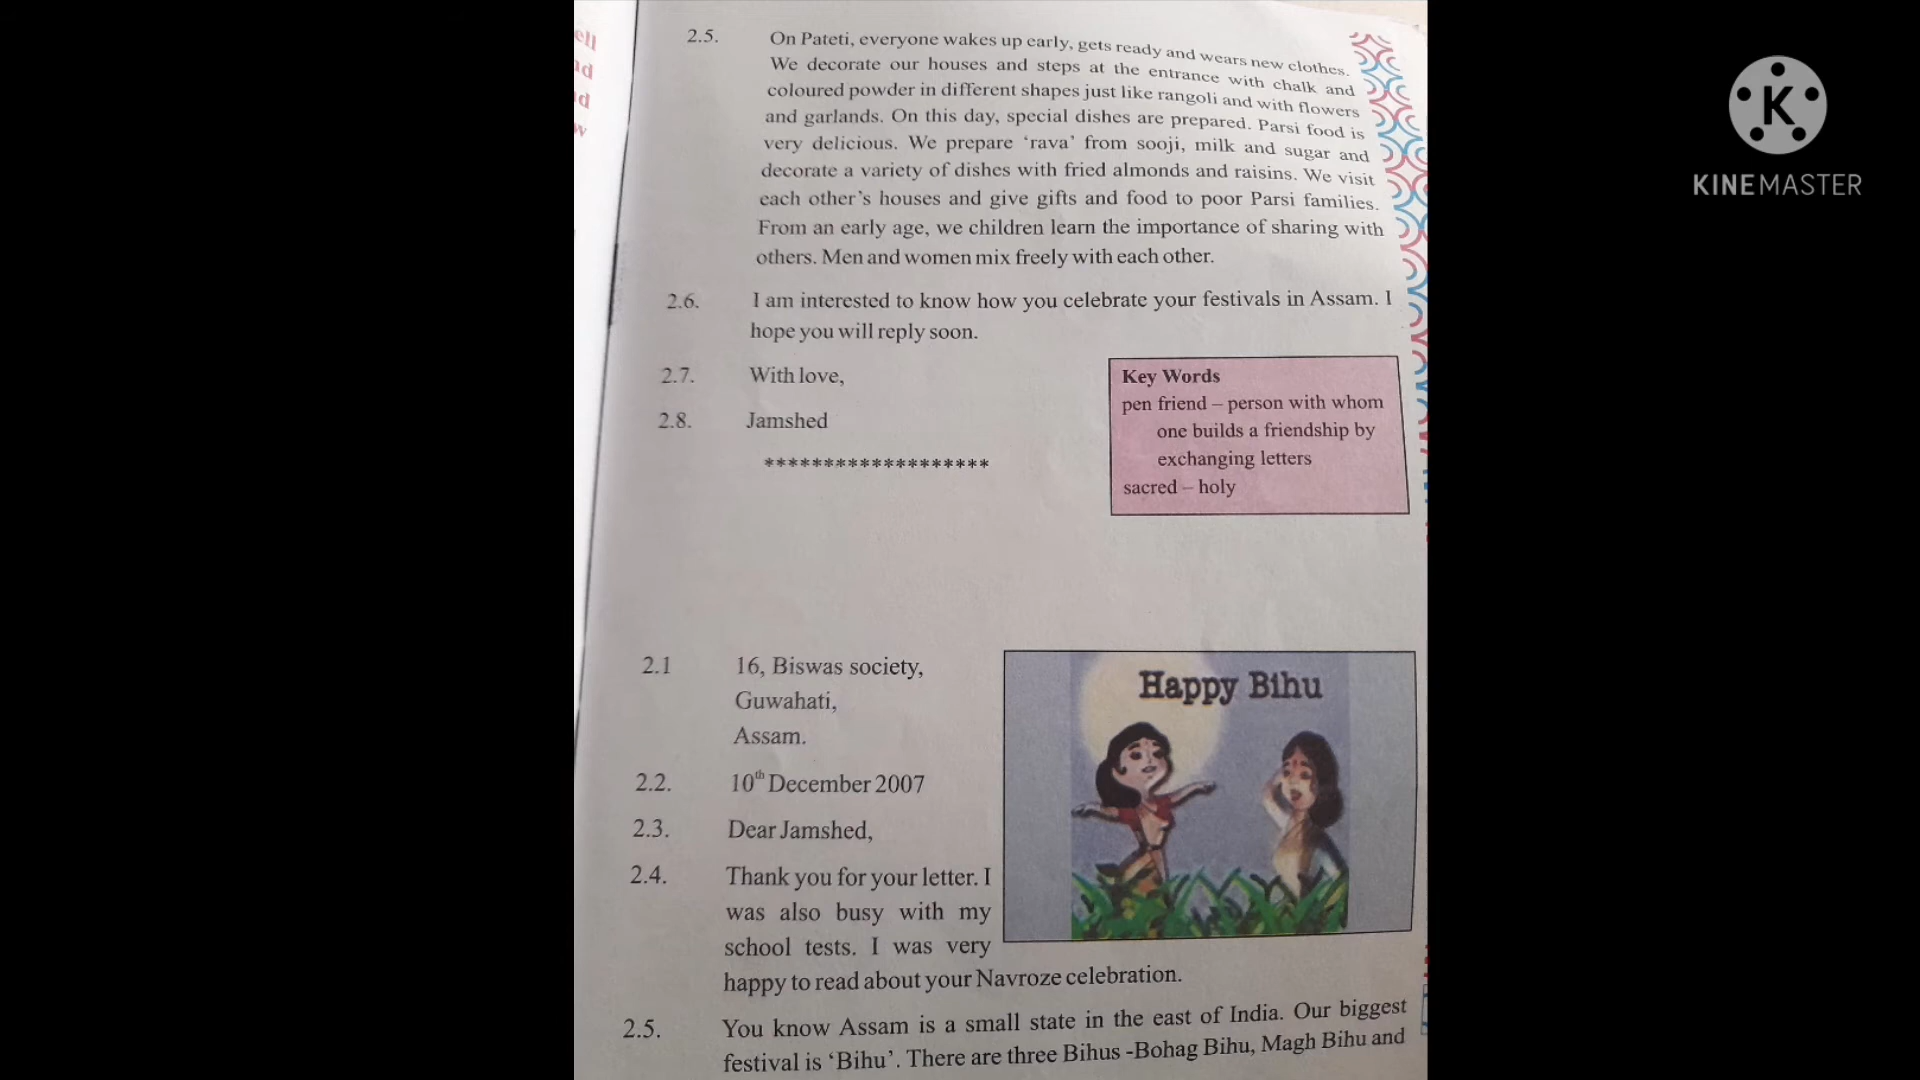 ell
nd
d
w
2.5. On Pateti, everyone wakes up early, gets ready and wears new clothes.
We decorate our houses and steps at the entrance with chalk and
coloured powder in different shapes just like rangoli and with flowers
and garlands. On this day, special dishes are prepared. Parsi food is
very delicious. We prepare ‘rava’ from sooji, milk and sugar and
decorate a variety of dishes with fried almonds and raisins. We visit
each other’s houses and give gifts and food to poor Parsi families.
From an early age, we children learn the importance of sharing with
others. Men and women mix freely with each other.
2.6. I am interested to know how you celebrate your festivals in Assam. I
hope you will reply soon.
2.7. With love,
2.8. Jamshed
*******************
Key Words
pen friend – person with whom
one builds a friendship by
exchanging letters
sacred – holy
2.1 16, Biswas society,
Guwahati,
Assam.
2.2. 10th December 2007
2.3. Dear Jamshed,
2.4. Thank you for your letter. I
was also busy with my
school tests. I was very
happy to read about your Navroze celebration.
2.5. You know Assam is a small state in the east of India. Our biggest
festival is ‘Bihu’. There are three Bihus -Bohag Bihu, Magh Bihu and
Happy Bihu
K
KINEMASTER